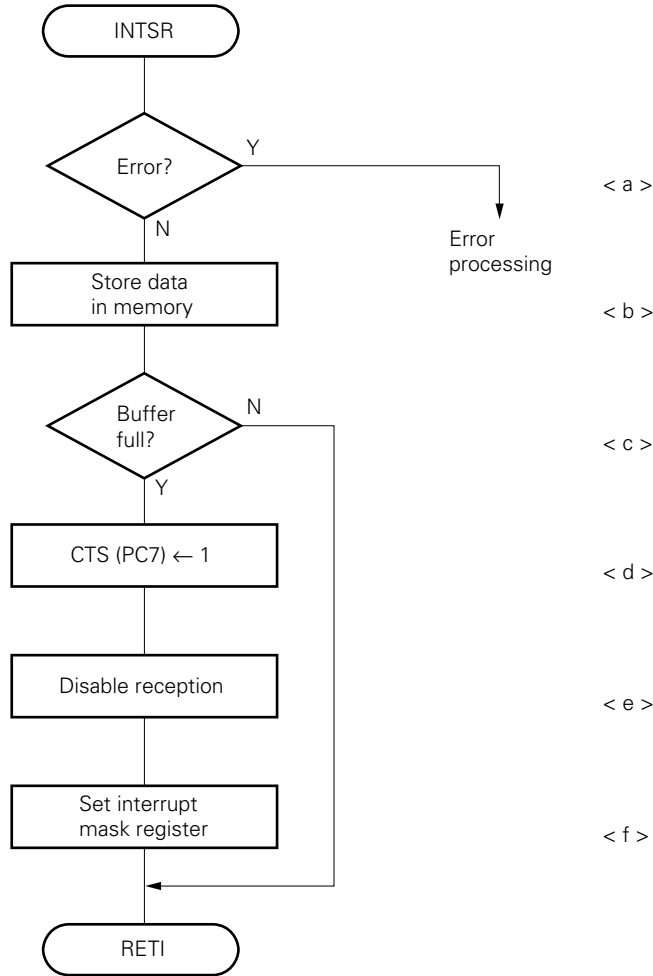 INTSR
Error?
Y
< a >
N
Error
processing
Store data
in memory
< b >
Buffer
full?
N
< c >
Y
CTS (PC7) ← 1
< d >
Disable reception
< e >
Set interrupt
mask register
< f >
RETI